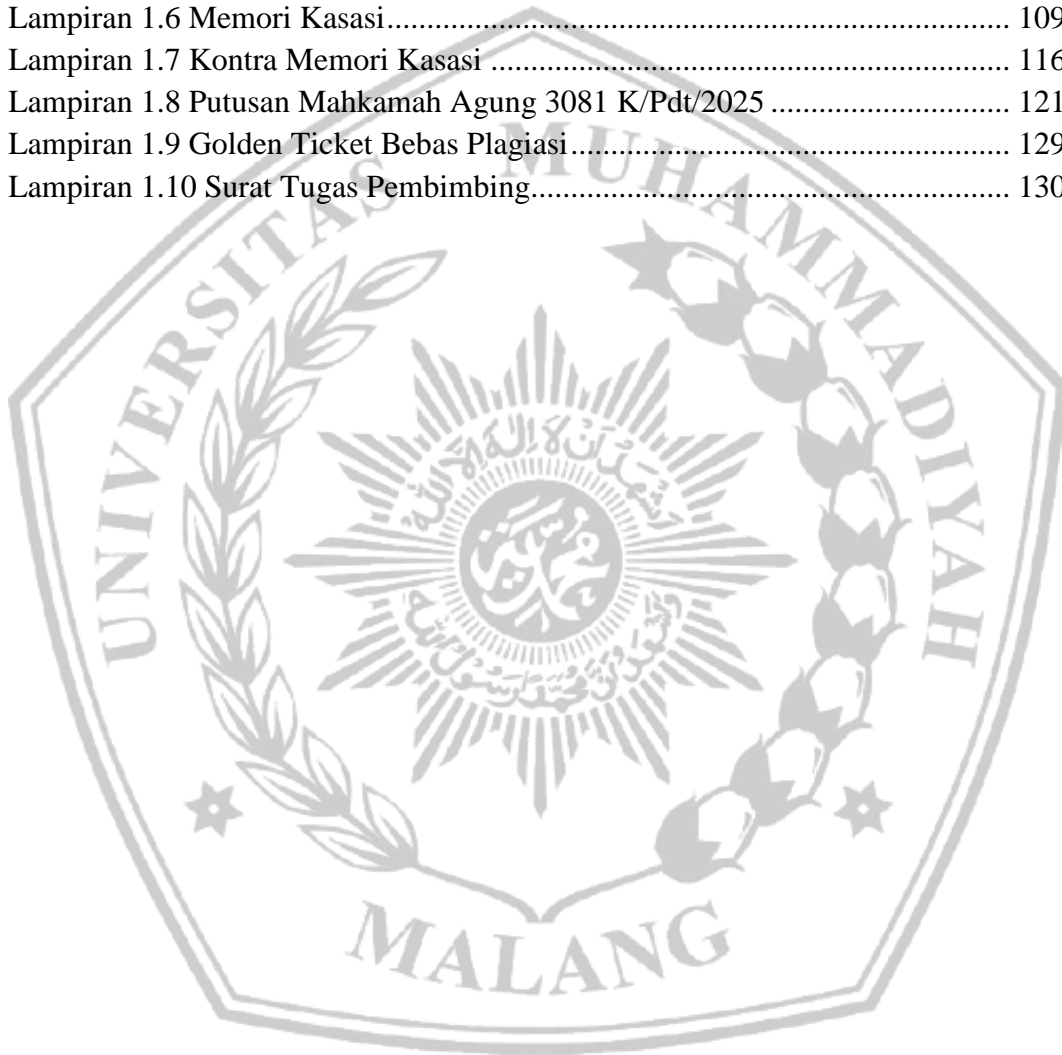 Lampiran 1.6 Memori Kasasi.................................................................................. 109
Lampiran 1.7 Kontra Memori Kasasi .................................................................... 116
Lampiran 1.8 Putusan Mahkamah Agung 3081 K/Pdt/2025 ............................... 121
Lampiran 1.9 Golden Ticket Bebas Plagiasi.......................................................... 129
Lampiran 1.10 Surat Tugas Pembimbing............................................................... 130
UNIVERSITAS MUHAMMADIYAH
MALANG